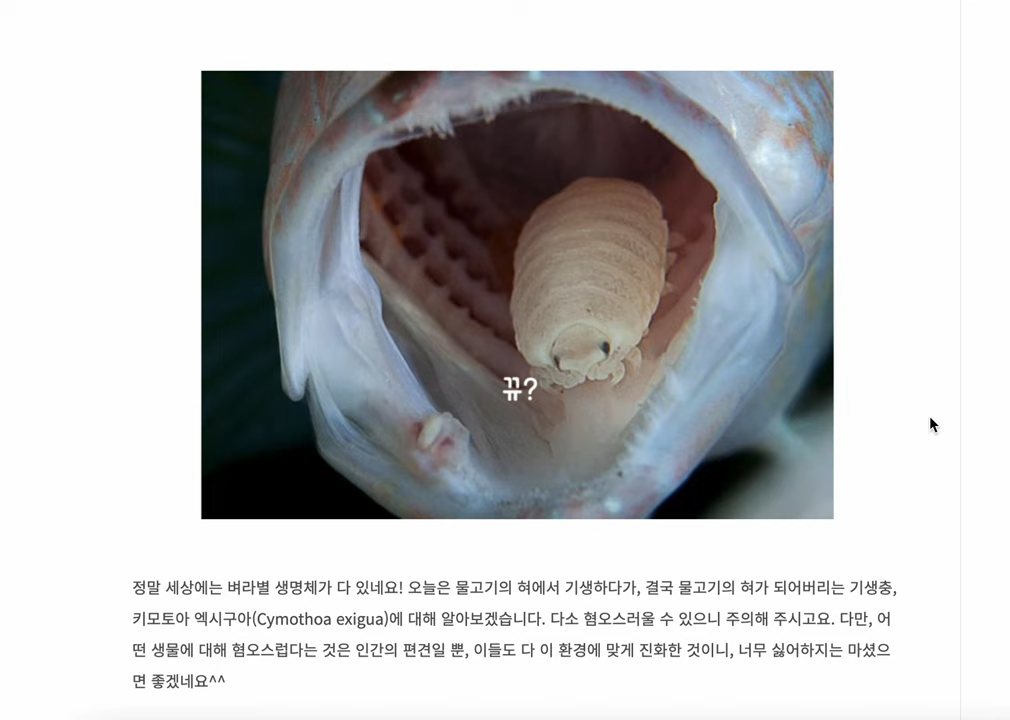 뀨?
정말 세상에는 벼라별 생명체가 다 있네요! 오늘은 물고기의 혀에서 기생하다가, 결국 물고기의 혀가 되어버리는 기생충,
키모토아 엑시구아(Cymothoa exigua)에 대해 알아보겠습니다. 다소 혐오스러울 수 있으니 주의해 주시고요. 다만, 어
떤 생물에 대해 혐오스럽다는 것은 인간의 편견일 뿐, 이들도 다 이 환경에 맞게 진화한 것이니, 너무 싫어하지는 마셨으
면 좋겠네요^^